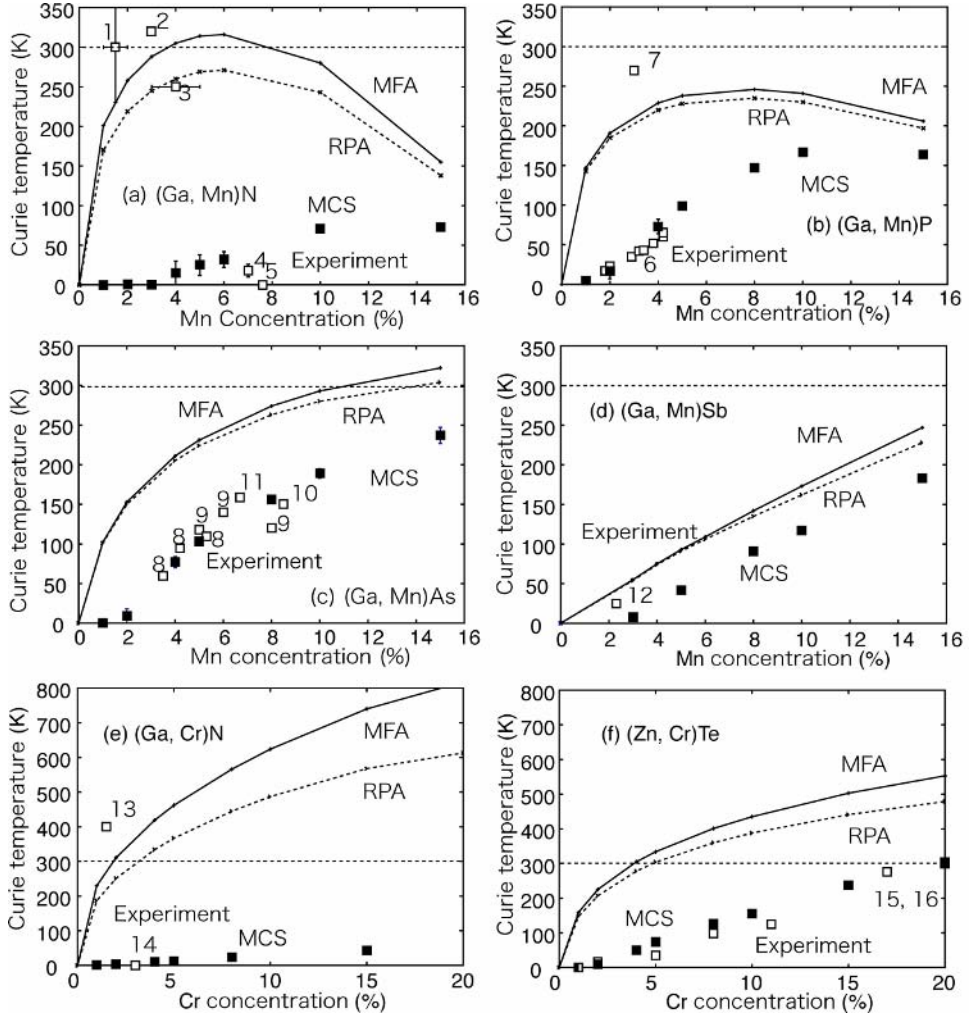 350
300
250
200
150
100
50
0
Curie temperature (K)
1
2
3
MFA
RPA
(a) (Ga, Mn)N
MCS
Experiment
4
5
0 2 4 6 8 10 12 14 16
Mn Concentration (%)
350
300
250
200
150
100
50
0
Curie temperature (K)
7
MFA
RPA
MCS
(b) (Ga, Mn)P
Experiment
6
0 2 4 6 8 10 12 14 16
Mn concentration (%)
350
300
250
200
150
100
50
0
Curie temperature (K)
MFA
RPA
MCS
11
10
9
9
9
8
8
8
Experiment
(c) (Ga, Mn)As
0 2 4 6 8 10 12 14 16
Mn concentration (%)
350
300
250
200
150
100
50
0
Curie temperature (K)
(d) (Ga, Mn)Sb
MFA
RPA
Experiment
MCS
12
0 2 4 6 8 10 12 14 16
Mn concentration (%)
800
700
600
500
400
300
200
100
0
Curie temperature (K)
(e) (Ga, Cr)N
MFA
RPA
13
Experiment
14
MCS
0 5 10 15 20
Cr concentration (%)
800
700
600
500
400
300
200
100
0
Curie temperature (K)
(f) (Zn, Cr)Te
MFA
RPA
15, 16
MCS
Experiment
0 5 10 15 20
Cr concentration (%)